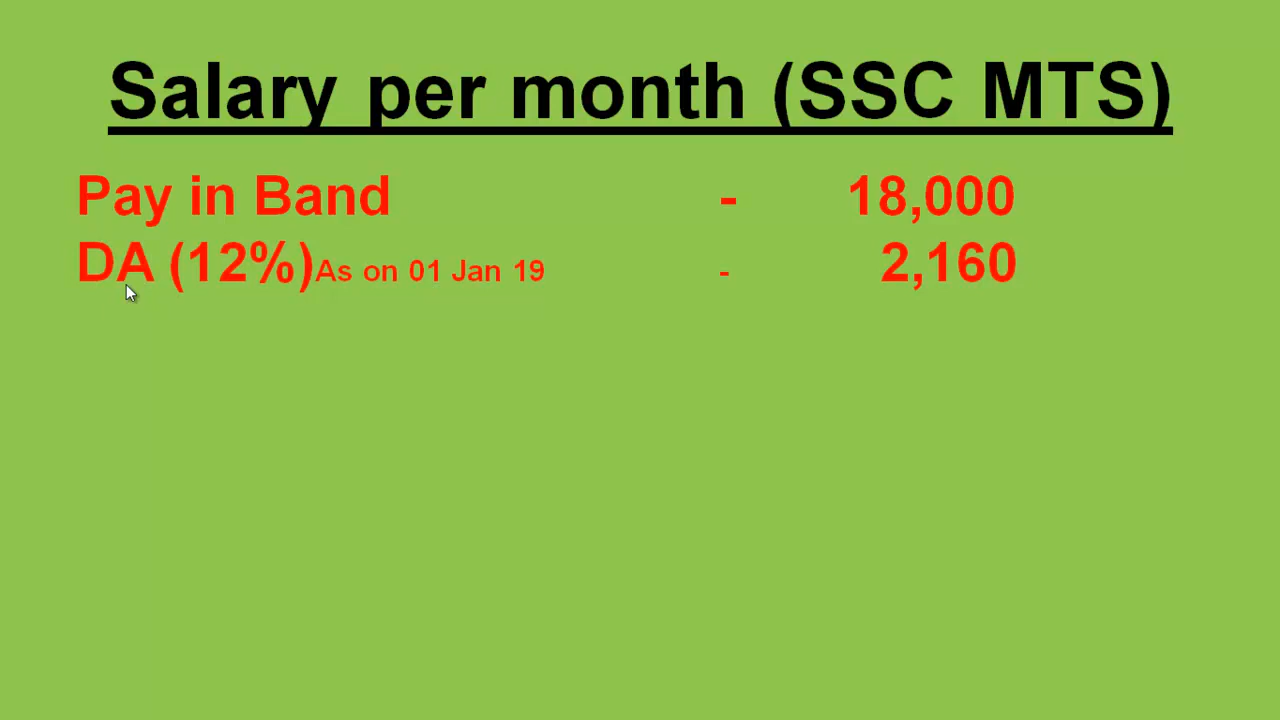 Salary per month (SSC MTS)
Pay in Band - 18,000
DA (12%)As on 01 Jan 19 - 2,160